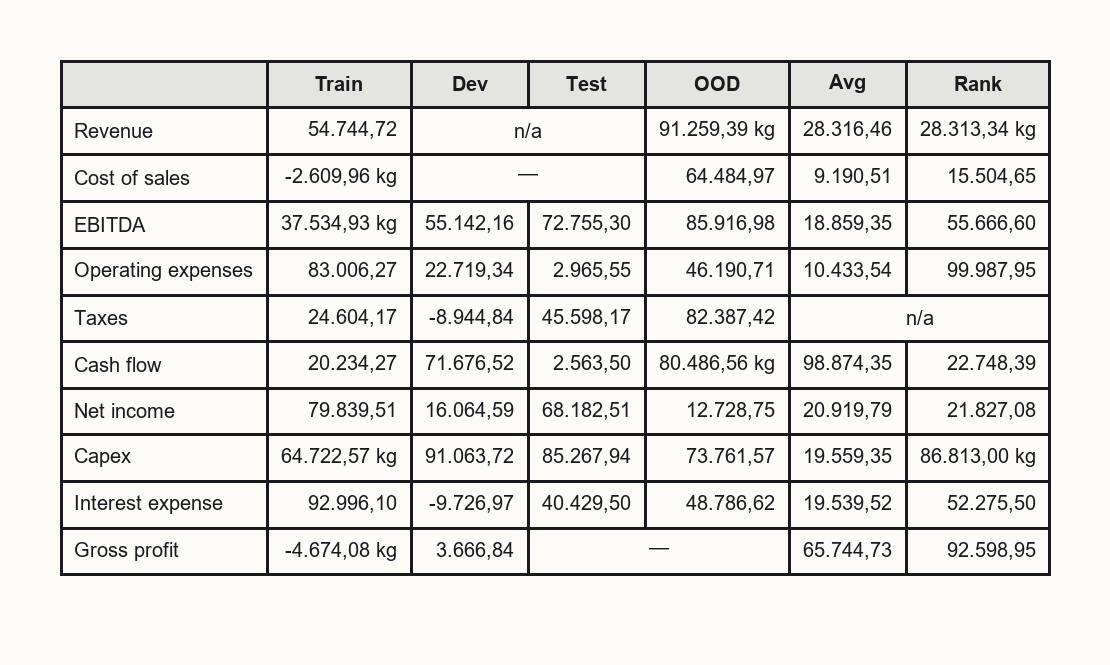 Train Dev Test OOD Avg Rank
Revenue 54.744,72 n/a 91.259,39 kg 28.316,46 28.313,34 kg
Cost of sales -2.609,96 kg — 64.484,97 9.190,51 15.504,65
EBITDA 37.534,93 kg 55.142,16 72.755,30 85.916,98 18.859,35 55.666,60
Operating expenses 83.006,27 22.719,34 2.965,55 46.190,71 10.433,54 99.987,95
Taxes 24.604,17 -8.944,84 45.598,17 82.387,42 n/a
Cash flow 20.234,27 71.676,52 2.563,50 80.486,56 kg 98.874,35 22.748,39
Net income 79.839,51 16.064,59 68.182,51 12.728,75 20.919,79 21.827,08
Capex 64.722,57 kg 91.063,72 85.267,94 73.761,57 19.559,35 86.813,00 kg
Interest expense 92.996,10 -9.726,97 40.429,50 48.786,62 19.539,52 52.275,50
Gross profit -4.674,08 kg 3.666,84 — 65.744,73 92.598,95